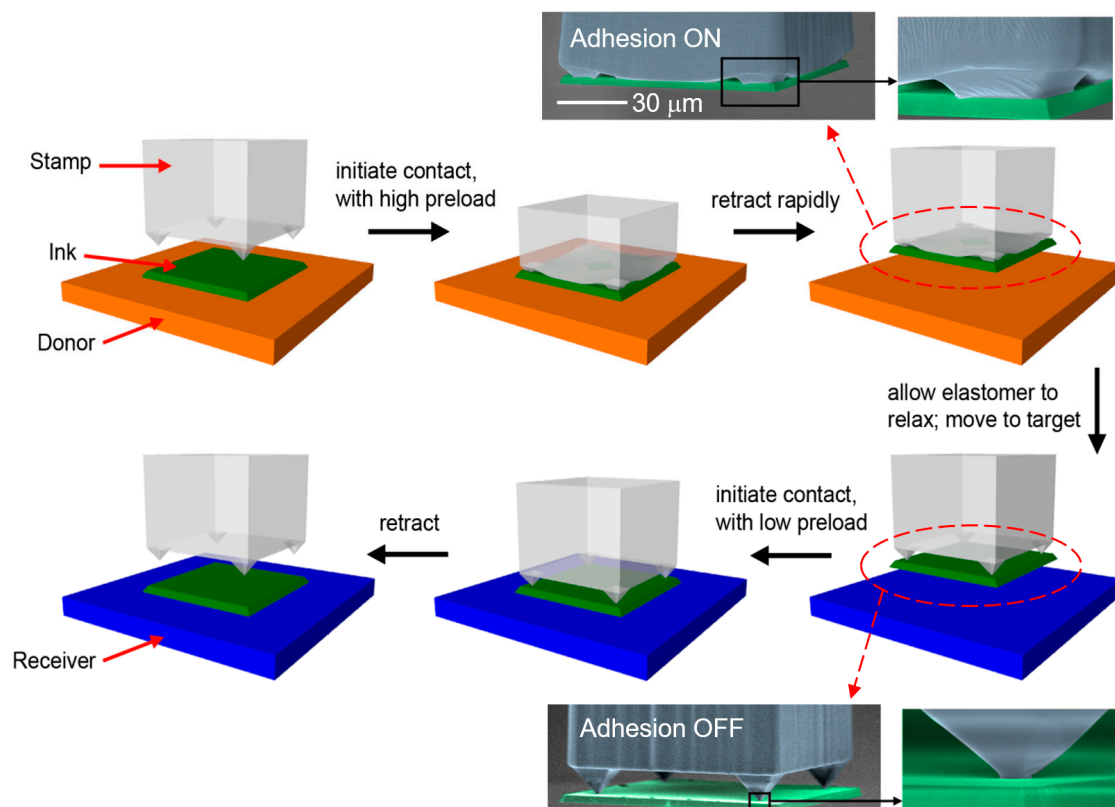 Adhesion ON
30 μm
Stamp
initiate contact,
with high preload
retract rapidly
Ink
Donor
allow elastomer to
relax; move to target
initiate contact,
with low preload
retract
Receiver
Adhesion OFF